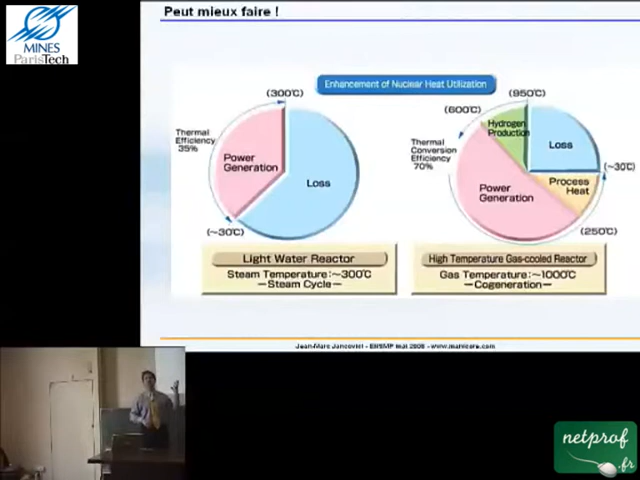 Peut mieux faire !
MINES
ParisTech
Enhancement of Nuclear Heat Utilization
(300℃)
Thermal
Efficiency
35%
Power
Generation
Loss
(~30℃)
Light Water Reactor
Steam Temperature:~300℃
—Steam Cycle—
(950℃)
(600℃)
Hydrogen
Production
Loss
Thermal
Conversion
Efficiency
70%
(~30℃)
Process
Heat
Power
Generation
(250℃)
High Temperature Gas-cooled Reactor
Gas Temperature:~1000℃
—Cogeneration—
Jean-Marc Jancovici - ENSMP mai 2008 - www.manicore.com
netprof
.fr